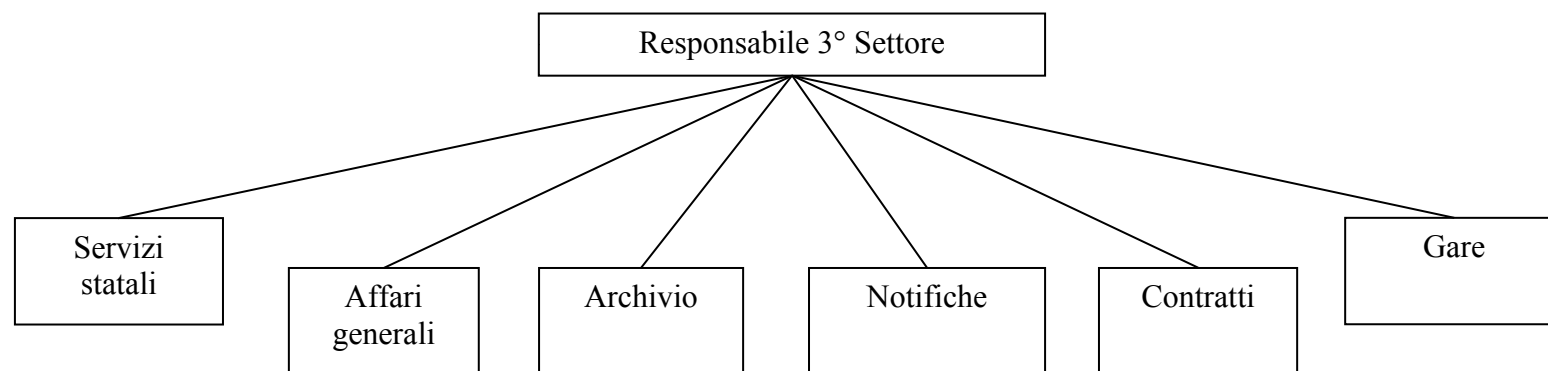 Responsabile 3° Settore
Servizi
statali
Affari
generali
Archivio
Notifiche
Contratti
Gare